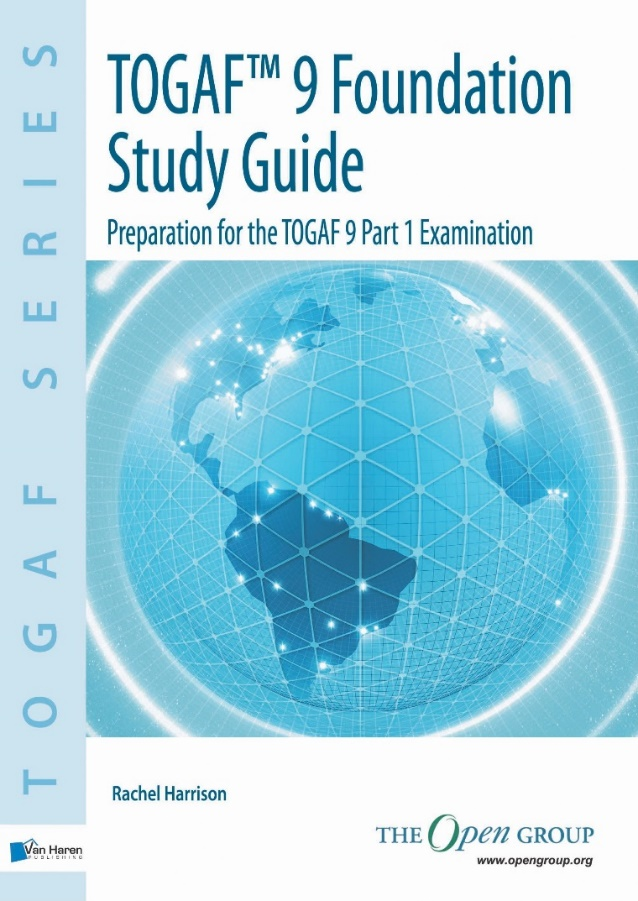 TOGAF SERIES
TOGAF™ 9 Foundation
Study Guide
Preparation for the TOGAF 9 Part 1 Examination
Rachel Harrison
Van Haren
PUBLISHING
THE Open GROUP
www.opengroup.org